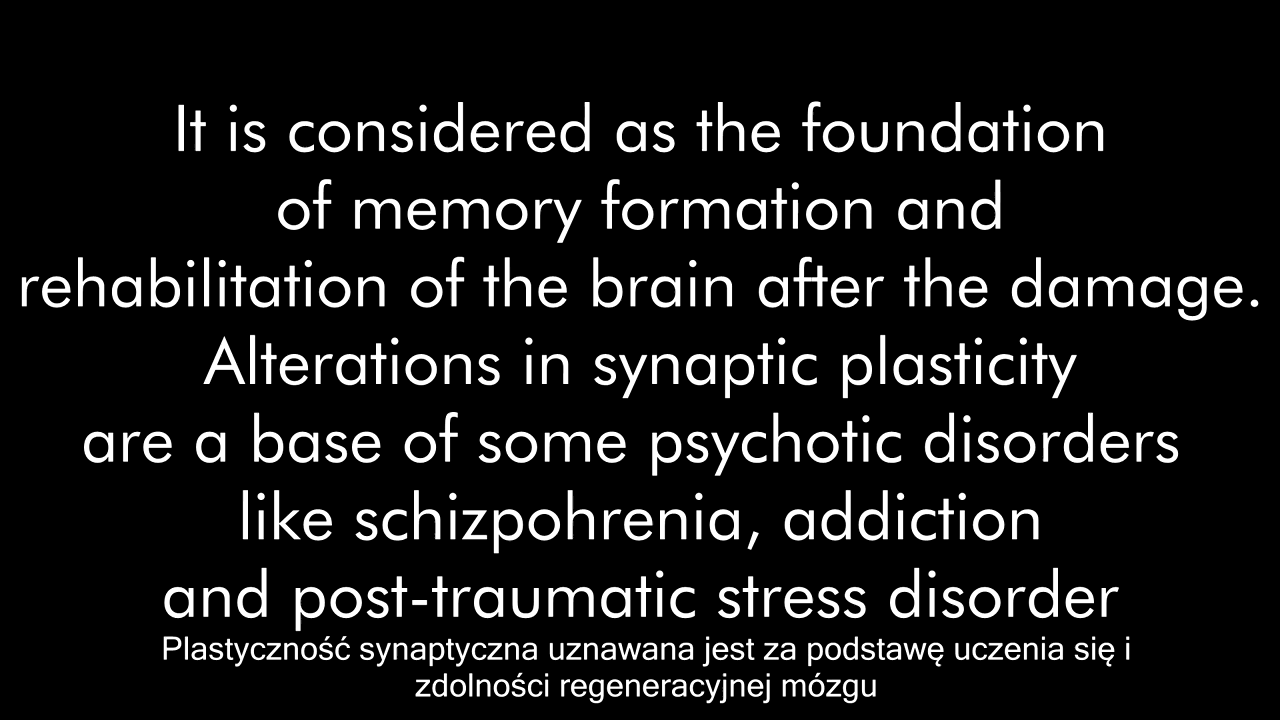 It is considered as the foundation
of memory formation and
rehabilitation of the brain after the damage.
Alterations in synaptic plasticity
are a base of some psychotic disorders
like schizpohrenia, addiction
and post-traumatic stress disorder
Plastyczność synaptyczna uznawana jest za podstawę uczenia się i
zdolności regeneracyjnej mózgu